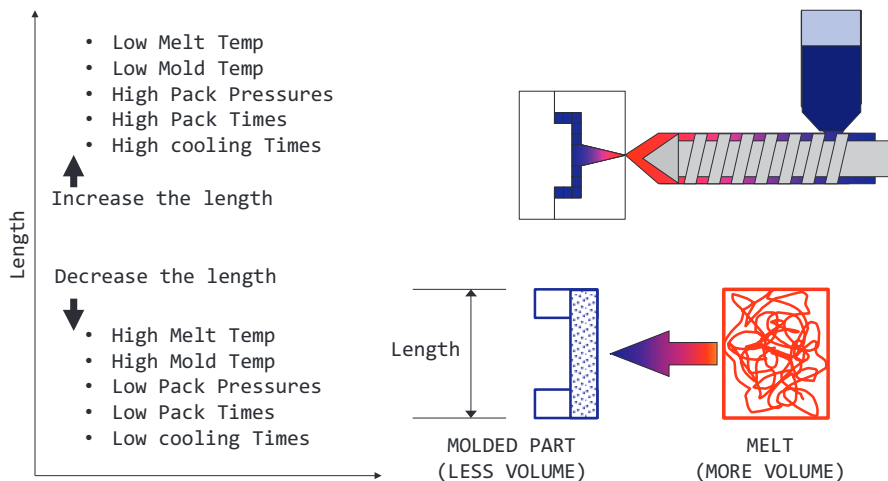 • Low Melt Temp
• Low Mold Temp
• High Pack Pressures
• High Pack Times
• High cooling Times
Increase the length
Length
Decrease the length
• High Melt Temp
• High Mold Temp
• Low Pack Pressures
• Low Pack Times
• Low cooling Times
Length
MOLDED PART
(LESS VOLUME)
MELT
(MORE VOLUME)